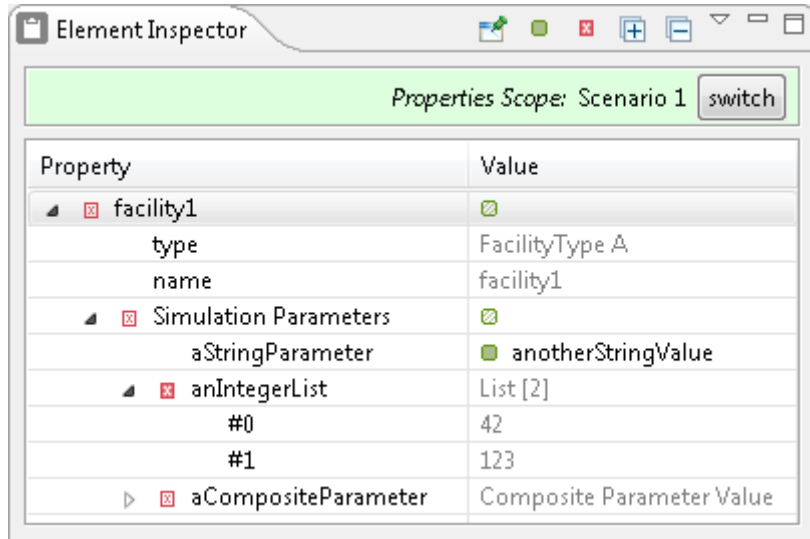 Element Inspector
Properties Scope: Scenario 1 switch
Property Value
facility1
type FacilityType A
name facility1
Simulation Parameters
aStringParameter anotherStringValue
anIntegerList List [2]
#0 42
#1 123
aCompositeParameter Composite Parameter Value